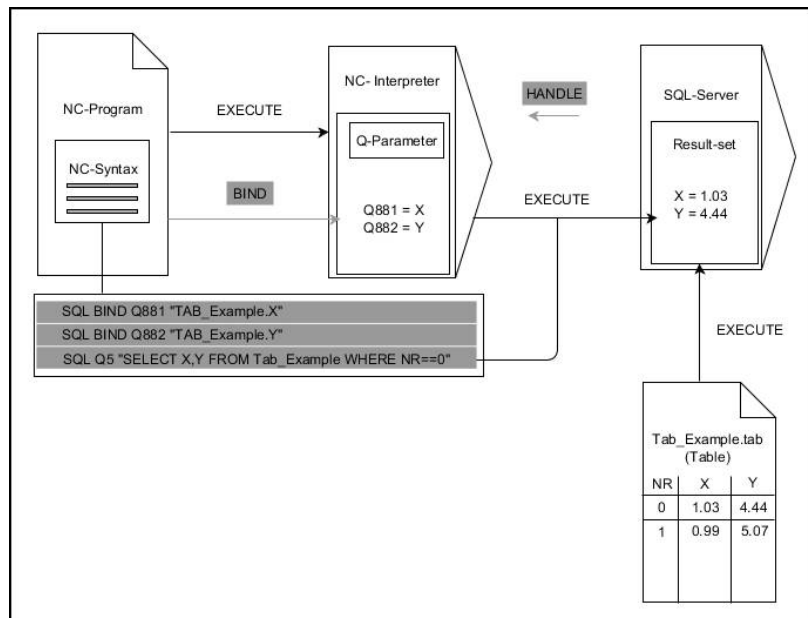 NC-Program
NC-Syntax
EXECUTE
BIND
NC- Interpreter
Q-Parameter
Q881 = X
Q882 = Y
HANDLE
EXECUTE
SQL-Server
Result-set
X = 1.03
Y = 4.44
SQL BIND Q881 "TAB_Example.X"
SQL BIND Q882 "TAB_Example.Y"
SQL Q5 "SELECT X,Y FROM Tab_Example WHERE NR==0"
EXECUTE
Tab_Example.tab
(Table)
NR X Y
0 1.03 4.44
1 0.99 5.07